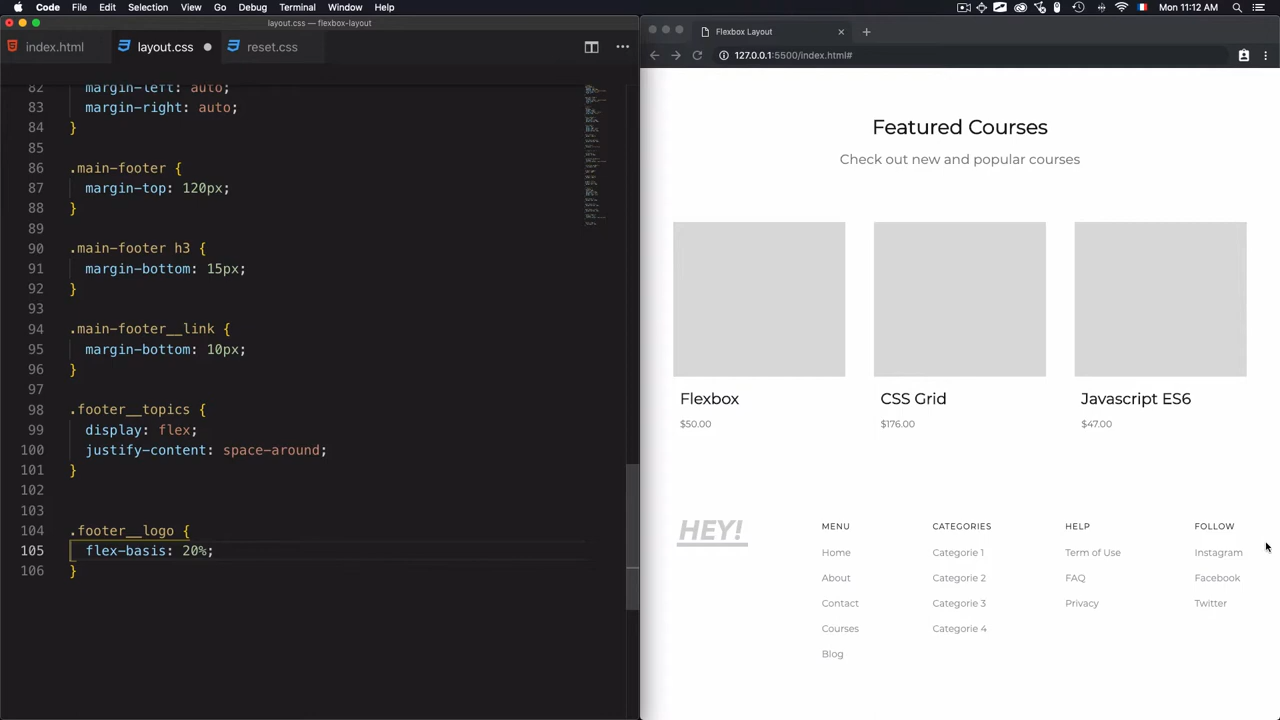 Code File Edit Selection View Go Debug Terminal Window Help
Mon 11:12 AM
layout.css — flexbox-layout
index.html layout.css reset.css
82 margin-left: auto;
83 margin-right: auto;
84 }
85
86 .main-footer {
87 margin-top: 120px;
88 }
89
90 .main-footer h3 {
91 margin-bottom: 15px;
92 }
93
94 .main-footer__link {
95 margin-bottom: 10px;
96 }
97
98 .footer__topics {
99 display: flex;
100 justify-content: space-around;
101 }
102
103
104 .footer__logo {
105 flex-basis: 20%;
106 }
Flexbox Layout
127.0.0.1:5500/index.html#
Featured Courses
Check out new and popular courses
Flexbox CSS Grid Javascript ES6
$50.00 $176.00 $47.00
HEY!
MENU CATEGORIES HELP FOLLOW
Home Categorie 1 Term of Use Instagram
About Categorie 2 FAQ Facebook
Contact Categorie 3 Privacy Twitter
Courses Categorie 4
Blog